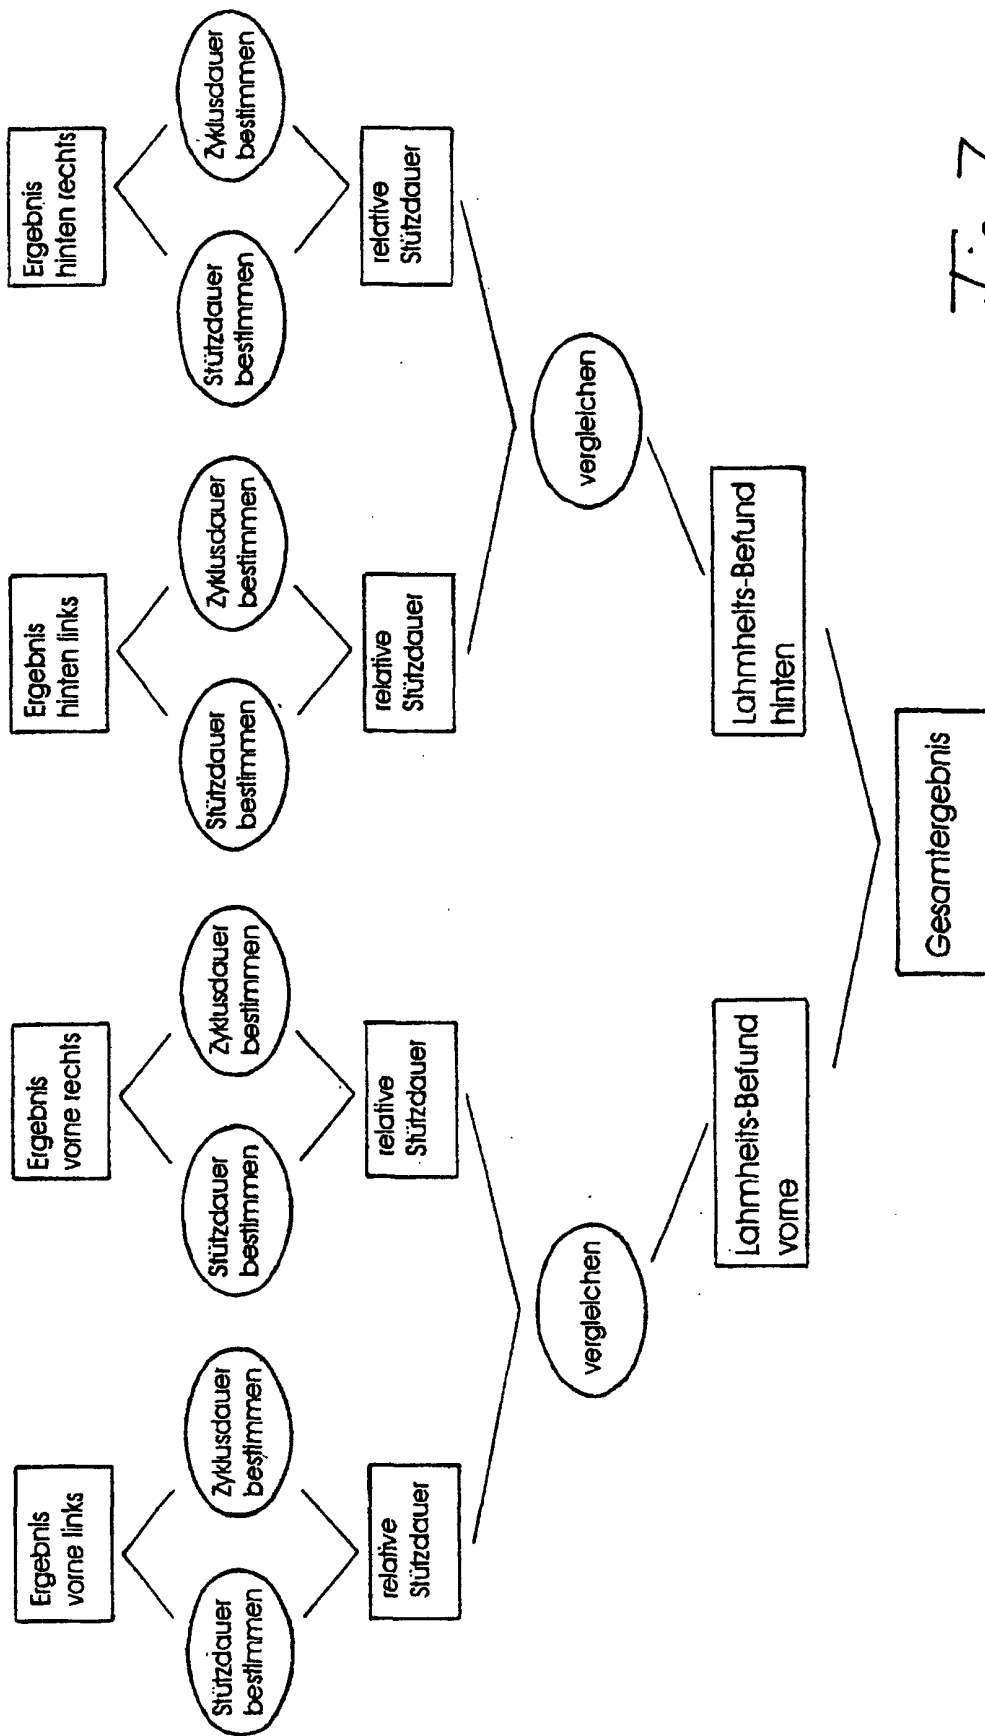 Ergebnis
vorne links
Ergebnis
vorne rechts
Ergebnis
hinten links
Ergebnis
hinten rechts
Stützdauer
bestimmen
Zyklusdauer
bestimmen
Stützdauer
bestimmen
Zyklusdauer
bestimmen
Stützdauer
bestimmen
Zyklusdauer
bestimmen
Stützdauer
bestimmen
Zyklusdauer
bestimmen
relative
Stützdauer
relative
Stützdauer
relative
Stützdauer
relative
Stützdauer
vergleichen
vergleichen
Lahmheits-Befund
vorne
Lahmheits-Befund
hinten
Gesamtergebnis